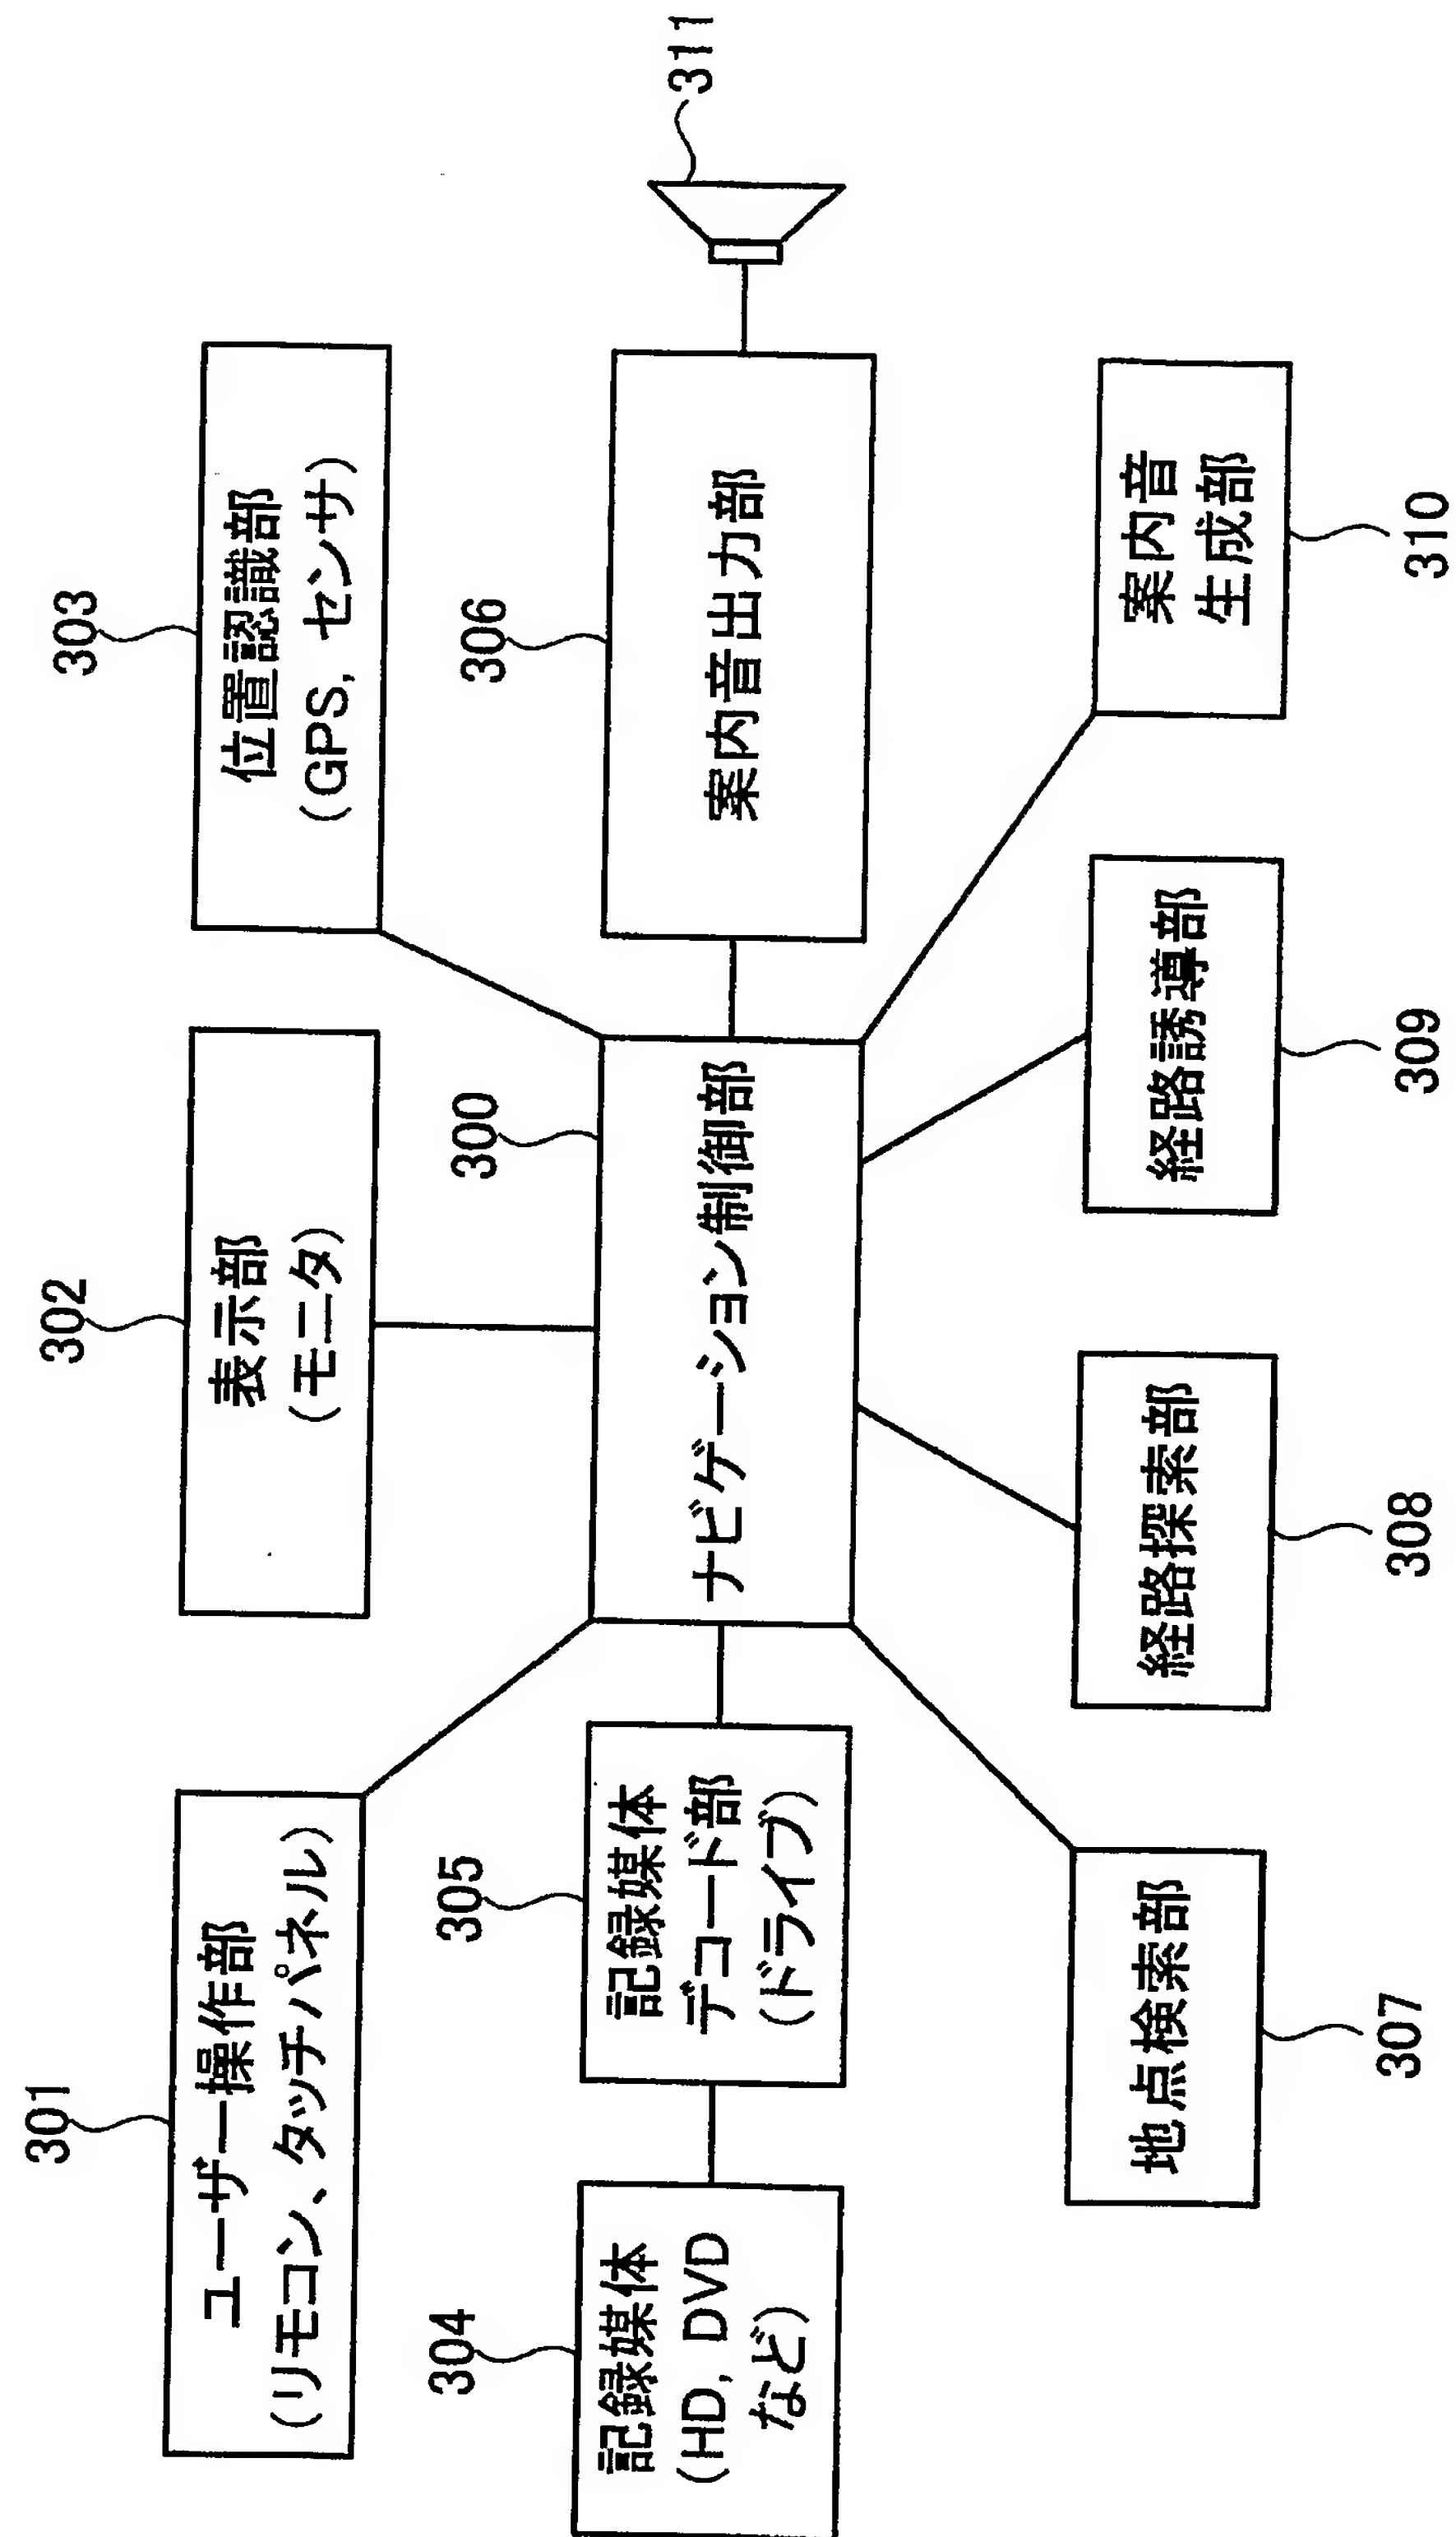 301
ユーザー操作部
(リモコン、タッチパネル)
302
表示部
(モニタ)
303
位置認識部
(GPS, センサ)
304
記録媒体
(HD, DVD
など)
305
記録媒体
デコード部
(ドライブ)
300
ナビゲーション制御部
306
案内音出力部
311
地点検索部
307
経路探索部
308
経路誘導部
309
案内音
生成部
310